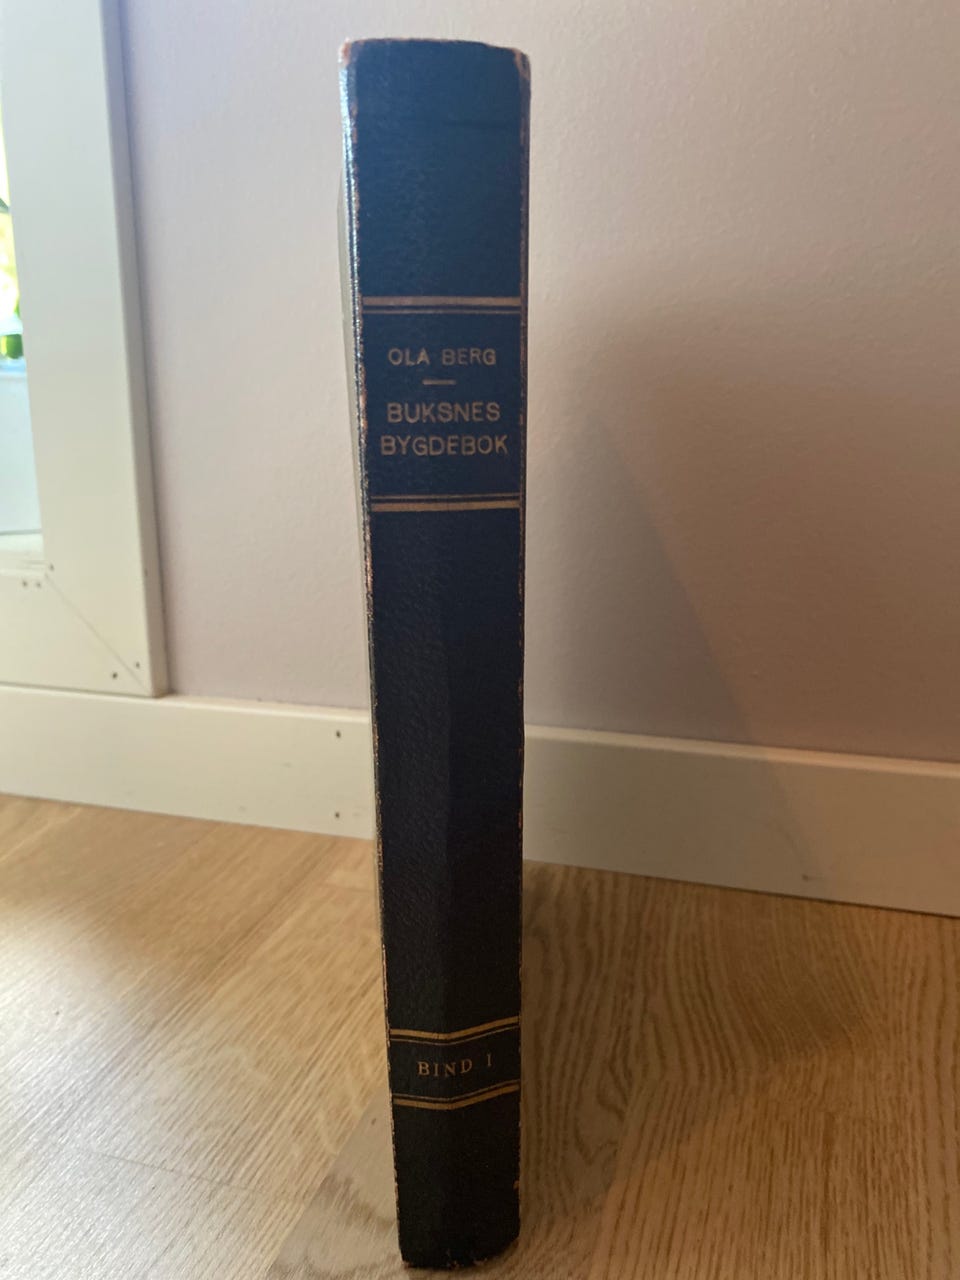 OLA BERG
BUKSNES
BYGDEBOK
BIND I